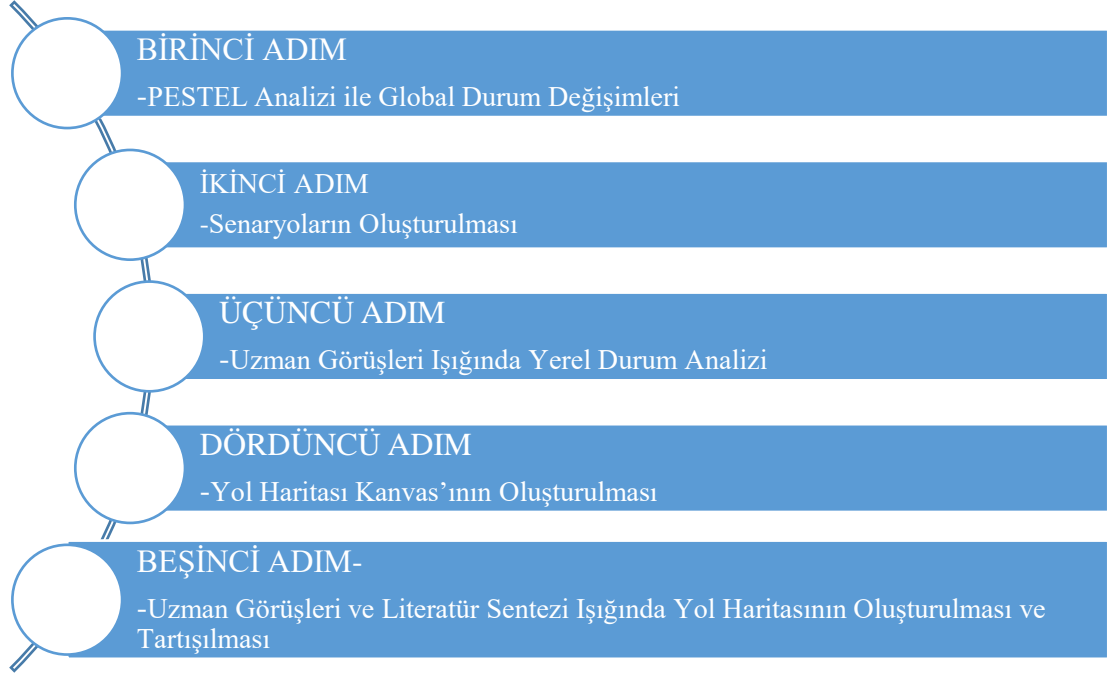 BİRİNCİ ADIM
-PESTEL Analizi ile Global Durum Değişimleri
İKİNCİ ADIM
-Senaryoların Oluşturulması
ÜÇÜNCÜ ADIM
-Uzman Görüşleri Işığında Yerel Durum Analizi
DÖRDÜNCÜ ADIM
-Yol Haritası Kanvas’ının Oluşturulması
BEŞİNCİ ADIM-
-Uzman Görüşleri ve Literatür Sentezi Işığında Yol Haritasının Oluşturulması ve
Tartışılması